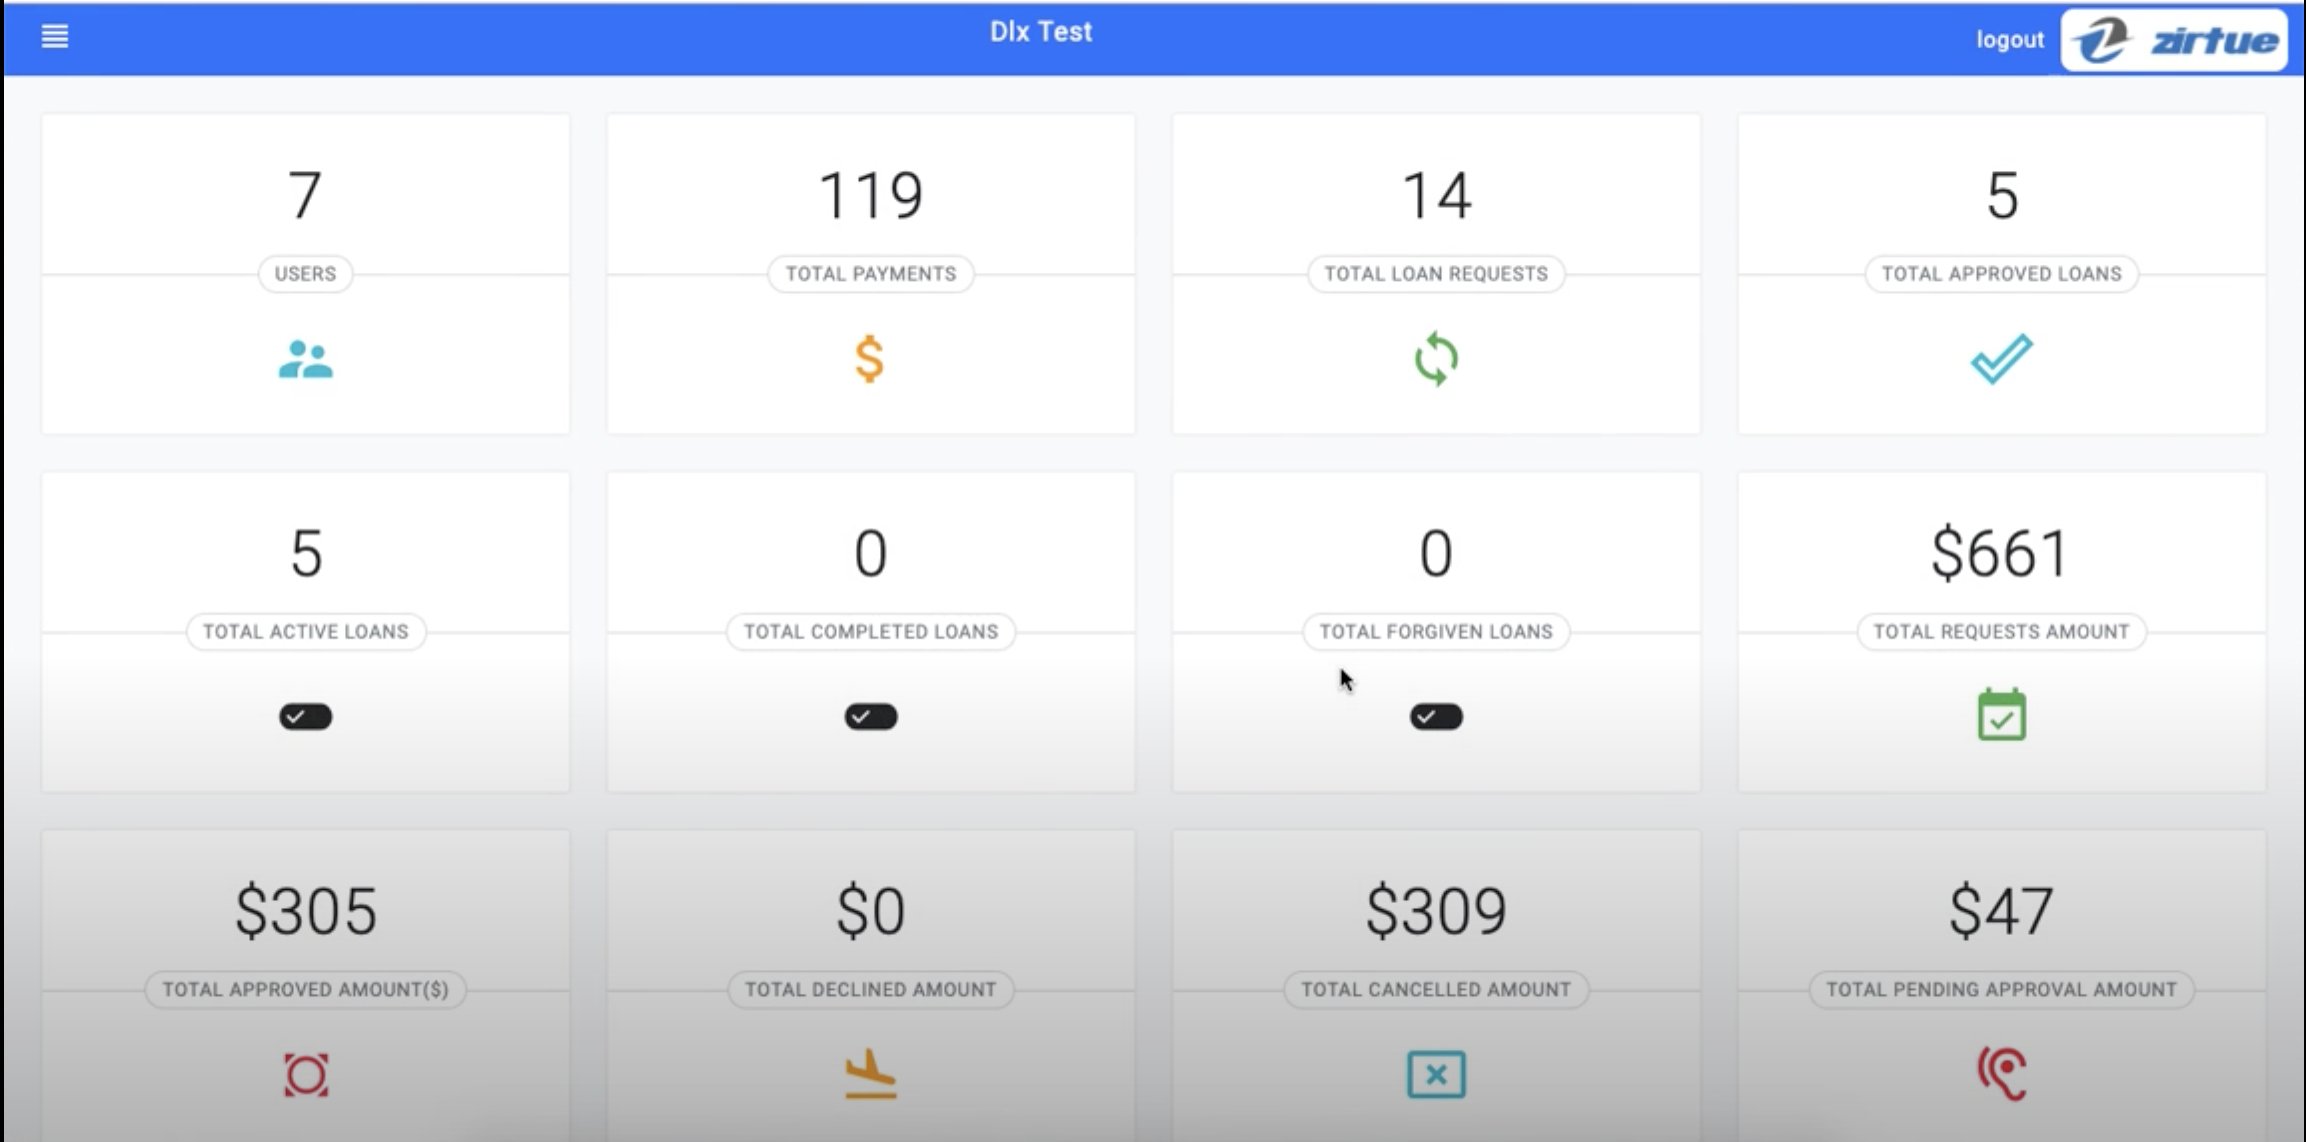 Dlx Test
logout
zirtue
7
119
14
5
USERS
TOTAL PAYMENTS
TOTAL LOAN REQUESTS
TOTAL APPROVED LOANS
5
0
0
$661
TOTAL ACTIVE LOANS
TOTAL COMPLETED LOANS
TOTAL FORGIVEN LOANS
TOTAL REQUESTS AMOUNT
$305
$0
$309
$47
TOTAL APPROVED AMOUNT($)
TOTAL DECLINED AMOUNT
TOTAL CANCELLED AMOUNT
TOTAL PENDING APPROVAL AMOUNT